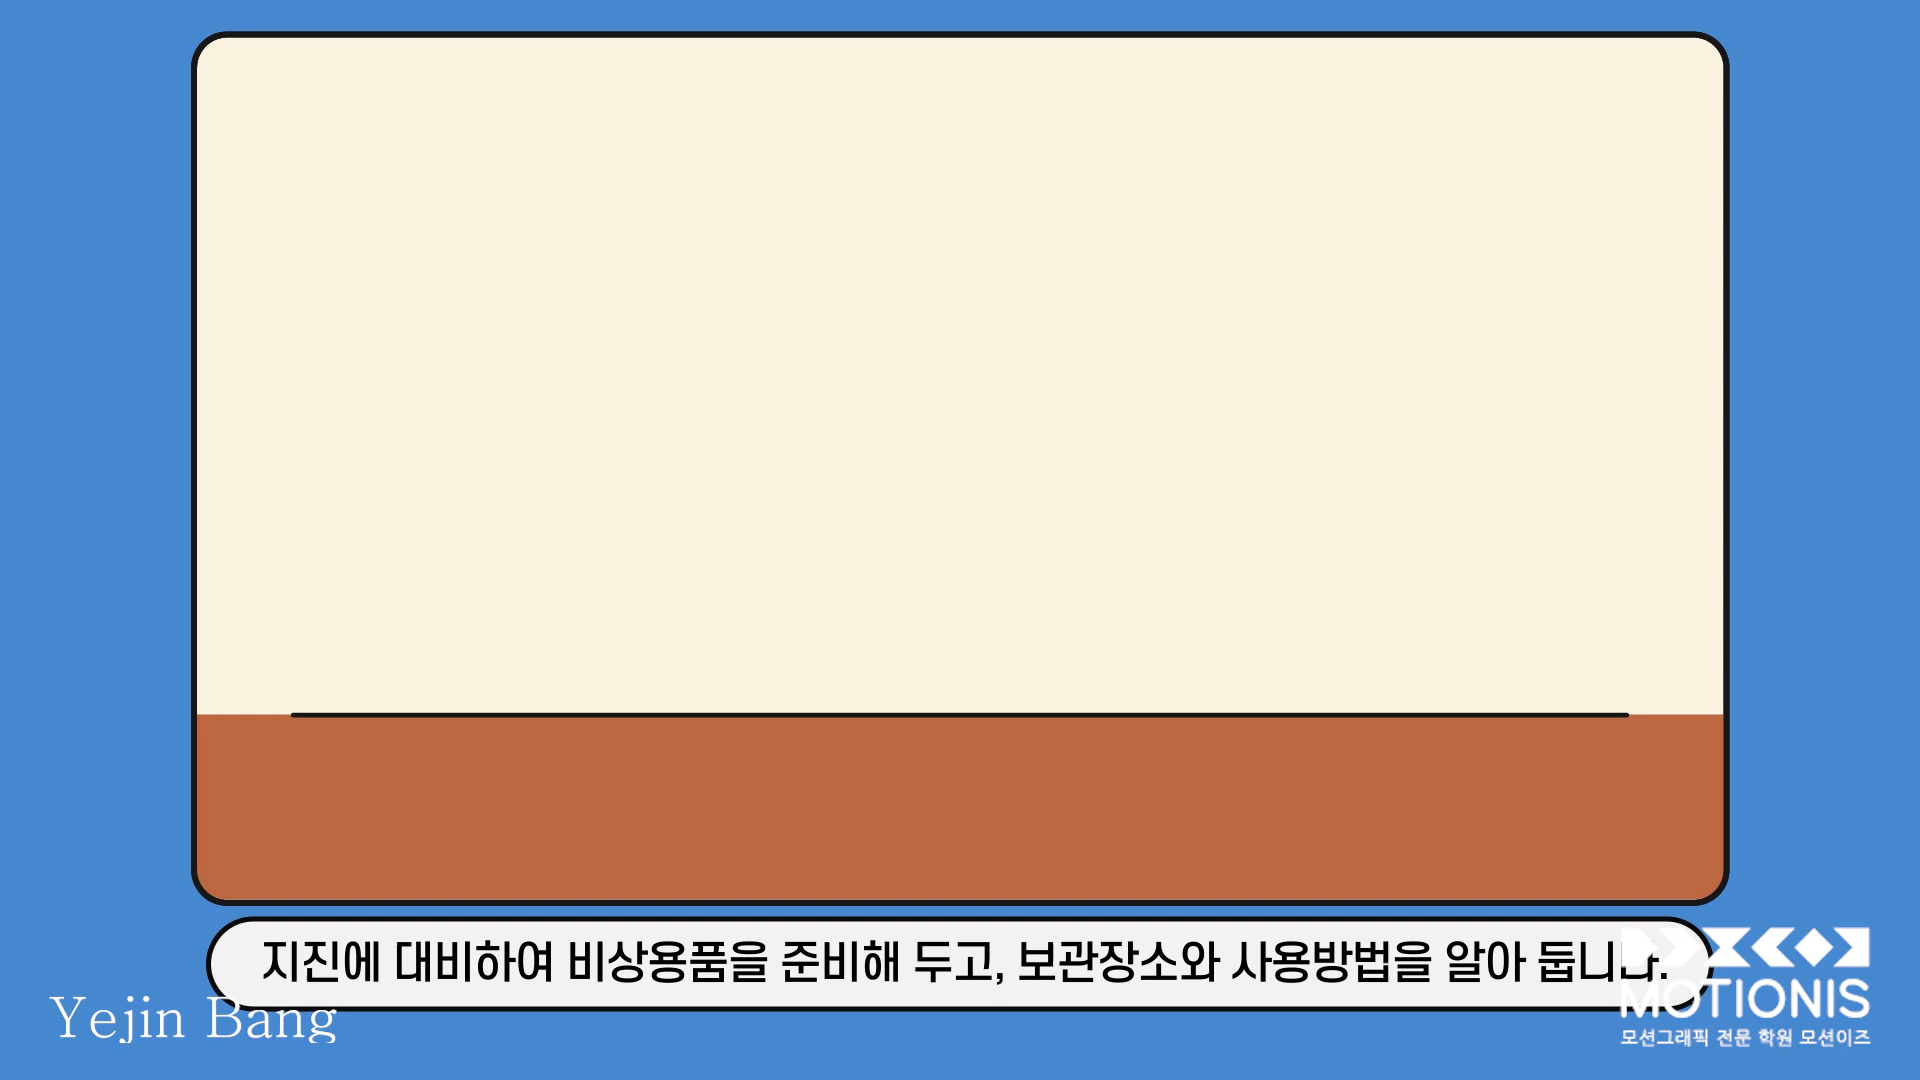 지진에 대비하여 비상용품을 준비해 두고, 보관장소와 사용방법을 알아 둡니다.
Yejin Bang
MOTIONIS
모션그래픽 전문 학원 모션이즈